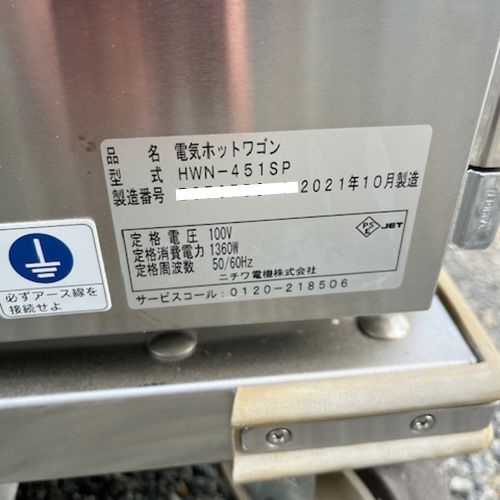 品名 電気ホットワゴン
型式 HWN-451SP
製造番号 2021年10月製造
定格電圧 100V
定格消費電力 1360W
定格周波数 50/60Hz
PS E JET
ニチワ電機株式会社
サービスコール:0120-218506
必ずアース線を
接続せよ